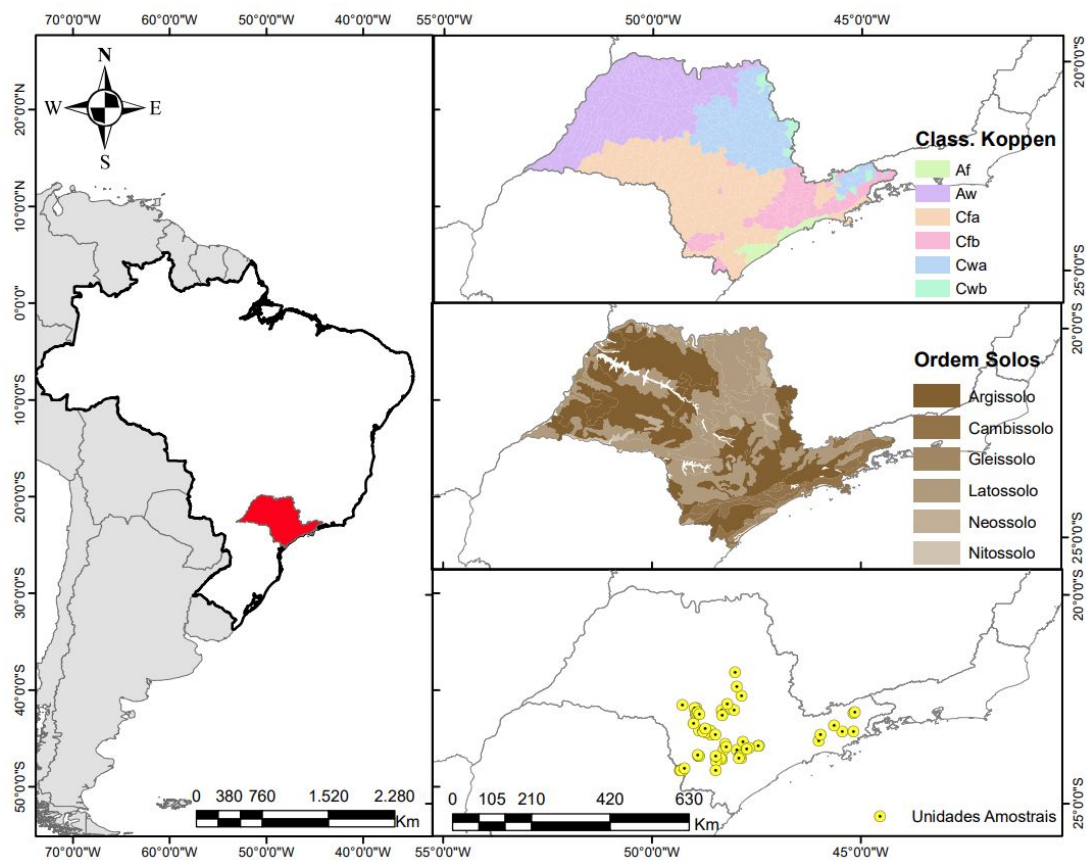 70°0'0"W 60°0'0"W 50°0'0"W 40°0'0"W
55°0'0"W 50°0'0"W 45°0'0"W
N
W E
S
20°0'0"N
10°0'0"N
0°0'0"
10°0'0"S
20°0'0"S
30°0'0"S
40°0'0"S
50°0'0"S
0 380 760 1.520 2.280
Km
70°0'0"W 60°0'0"W 50°0'0"W 40°0'0"W
20°0'0"S
Class. Koppen
Af
Aw
Cfa
Cfb
Cwa
Cwb
25°0'0"S
20°0'0"S
Ordem Solos
Argissolo
Cambissolo
Gleissolo
Latossolo
Neossolo
Nitossolo
25°0'0"S
20°0'0"S
0 105 210 420 630
Km
Unidades Amostrais
25°0'0"S
55°0'0"W 50°0'0"W 45°0'0"W